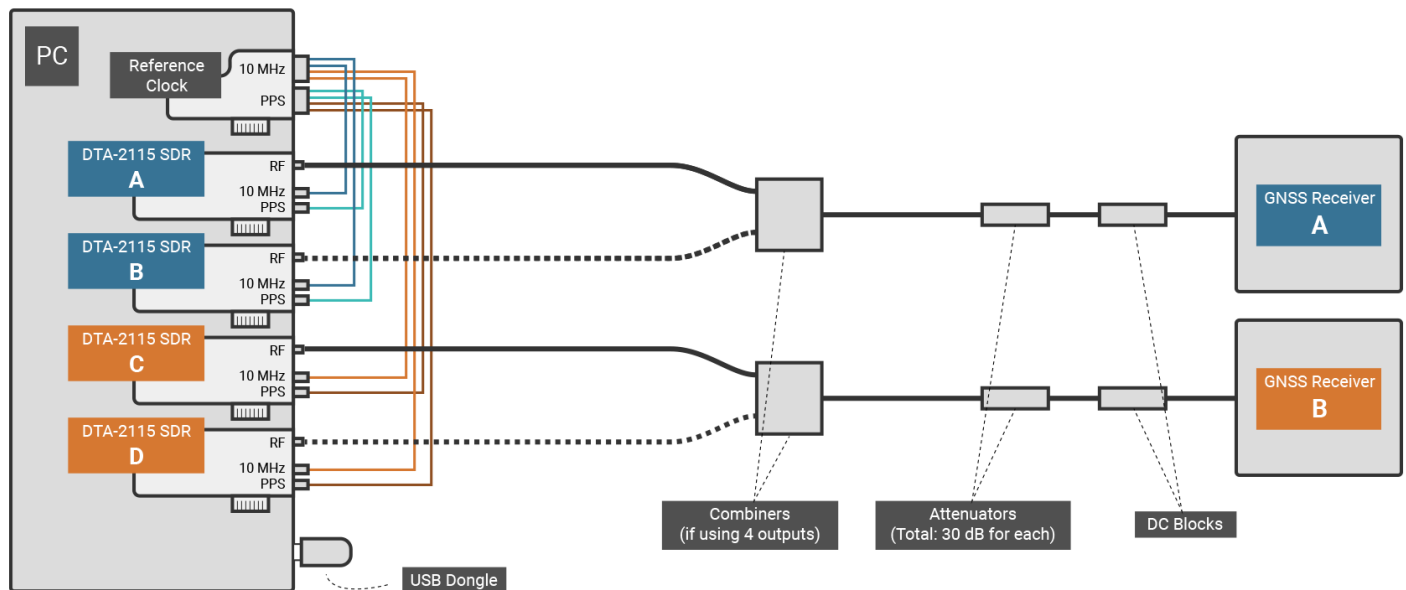 PC
Reference
Clock
10 MHz
PPS
DTA-2115 SDR
A
RF
10 MHz
PPS
DTA-2115 SDR
B
RF
10 MHz
PPS
DTA-2115 SDR
C
RF
10 MHz
PPS
DTA-2115 SDR
D
RF
10 MHz
PPS
GNSS Receiver
A
GNSS Receiver
B
Combiners
(if using 4 outputs)
Attenuators
(Total: 30 dB for each)
DC Blocks
USB Dongle